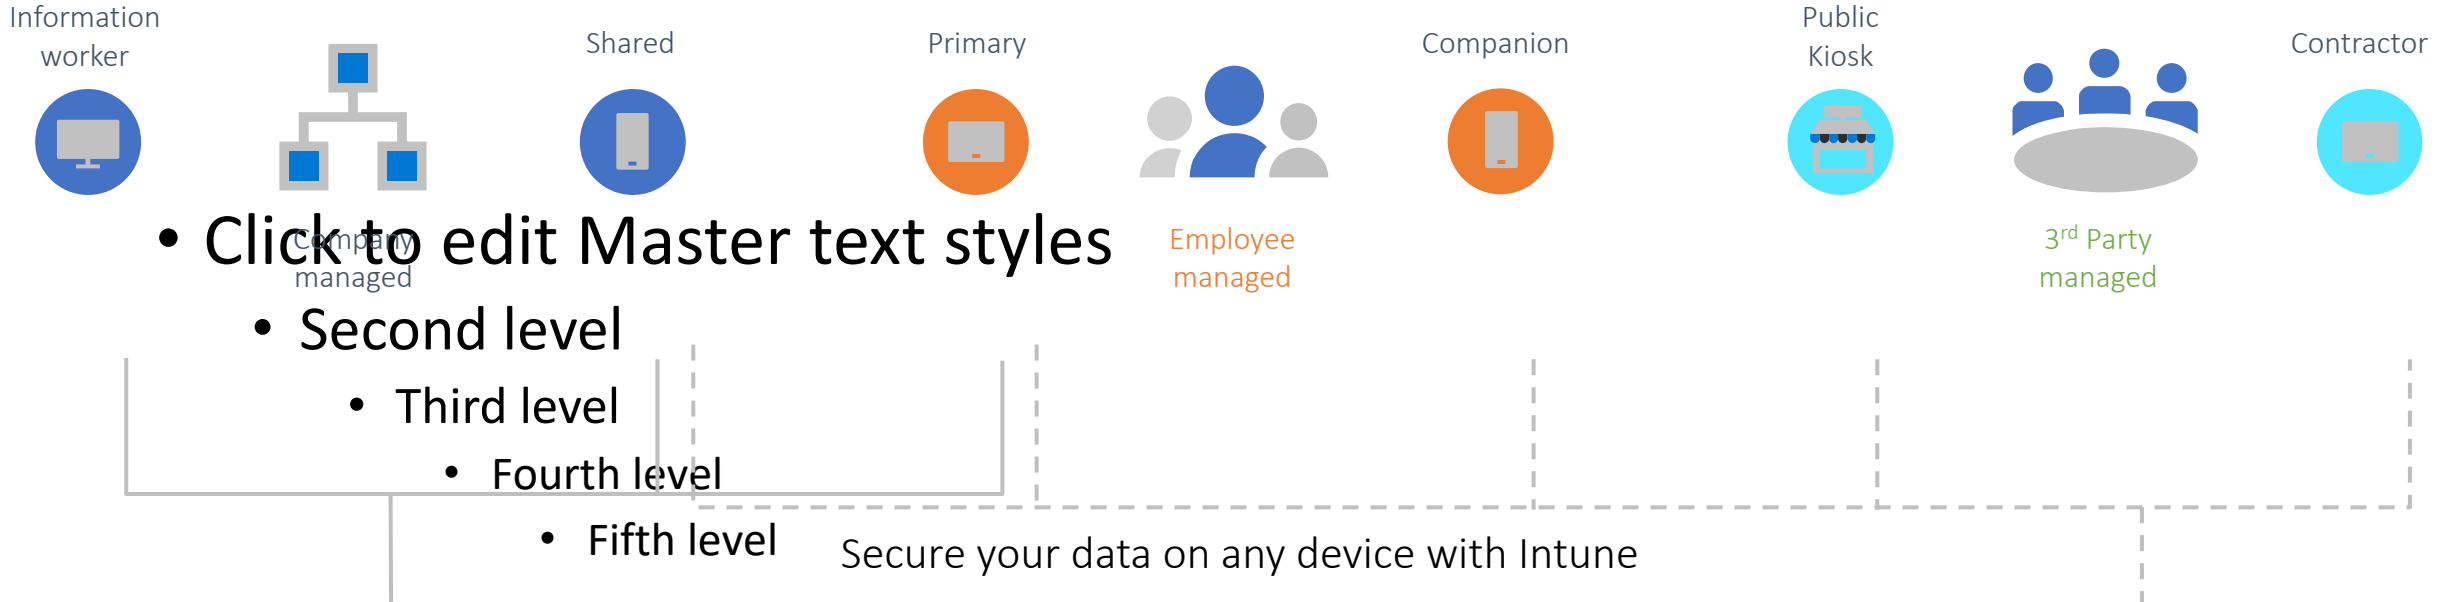 Information
worker
Shared
Primary
Companion
Public
Kiosk
Contractor
• Click to edit Master text styles
Company
managed
Employee
managed
3rd Party
managed
• Second level
• Third level
• Fourth level
• Fifth level
Secure your data on any device with Intune